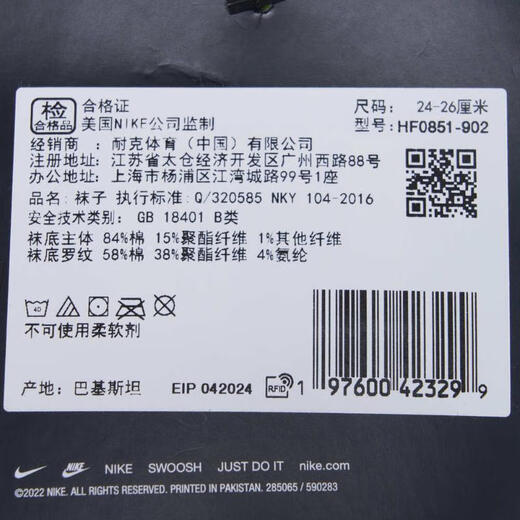 检
合格品
合格证
美国NIKE公司监制
尺码: 24-26厘米
型号: HF0851-902
经销商: 耐克体育（中国）有限公司
注册地址: 江苏省太仓经济开发区广州西路88号
办公地址: 上海市杨浦区江湾城路99号1座
品名: 袜子 执行标准: Q/320585 NKY 104-2016
安全技术类别: GB 18401 B类
袜底主体 84%棉 15%聚酯纤维 1%其他纤维
袜底罗纹 58%棉 38%聚酯纤维 4%氨纶
40
不可使用柔软剂
产地: 巴基斯坦
EIP 042024
RFID
1 97600 42329 9
NIKE NIKE SWOOSH JUST DO IT nike.com
©2022 NIKE. ALL RIGHTS RESERVED. PRINTED IN PAKISTAN. 285065 / 590283